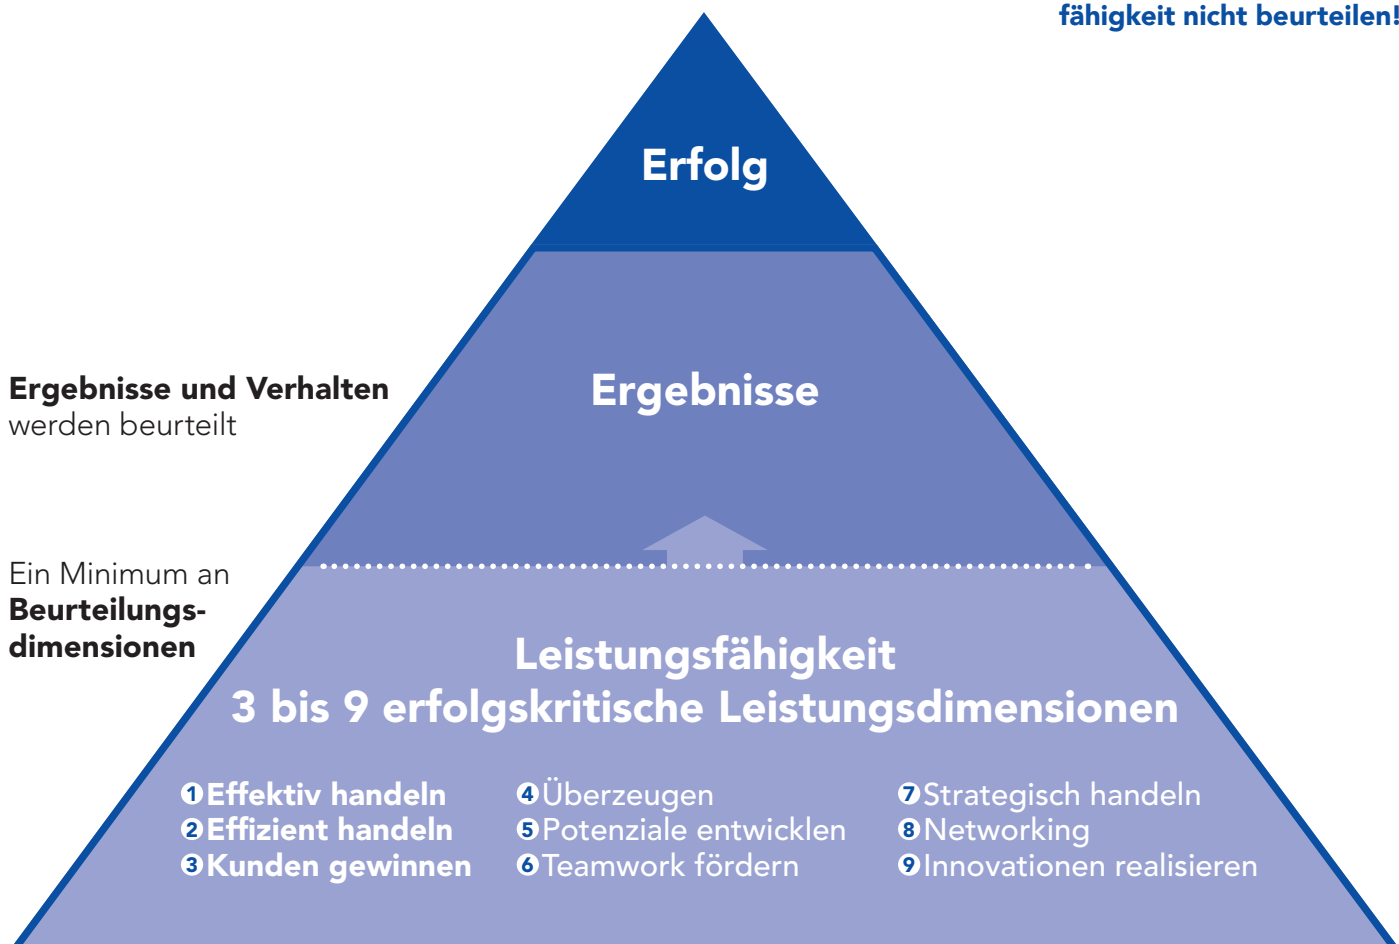 fähigkeit nicht beurteilen!
Erfolg
Ergebnisse und Verhalten
werden beurteilt
Ergebnisse
Ein Minimum an
Beurteilungs-
dimensionen
Leistungsfähigkeit
3 bis 9 erfolgskritische Leistungsdimensionen
1 Effektiv handeln
2 Effizient handeln
3 Kunden gewinnen
4 Überzeugen
5 Potenziale entwicklen
6 Teamwork fördern
7 Strategisch handeln
8 Networking
9 Innovationen realisieren